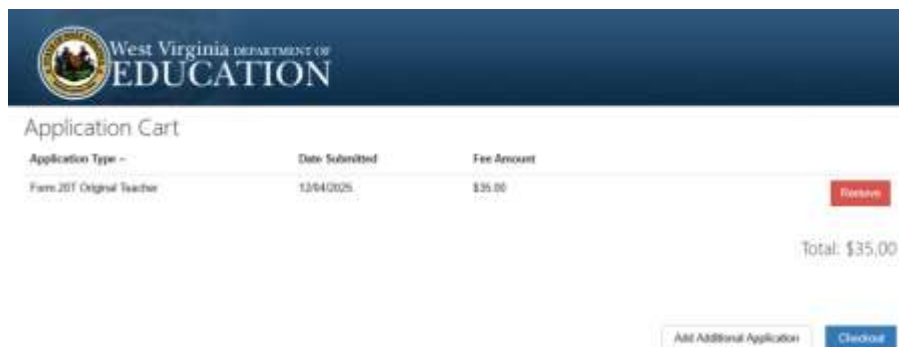 West Virginia DEPARTMENT OF
EDUCATION
Application Cart
Application Type Date Submitted Fee Amount
Form 20T Original Teacher 12/04/2025 $35.00 Remove
Total: $35.00
Add Additional Application Checkout